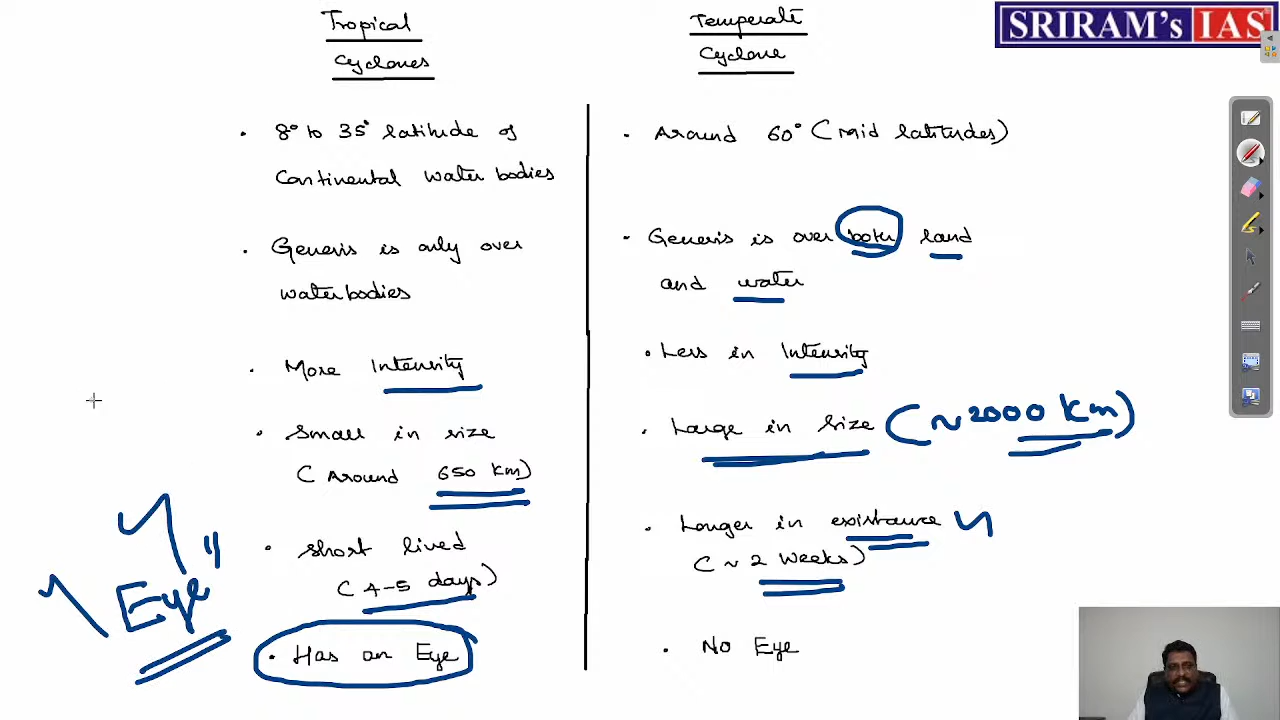 Tropical
Cyclones
• 8° to 35° latitude of
Continental water bodies
• Genesis is only over
waterbodies
• More Intensity
• Small in size
( Around 650 km)
• Short lived
( 4-5 days)
• Has an Eye
"Eye"
Temperate
Cyclone
• Around 60° (mid latitudes)
• Genesis is over both land
and water
• Less in Intensity
• Large in size (~2000 km)
• Longer in existance
( ~ 2 weeks)
• No Eye
SRIRAM's IAS